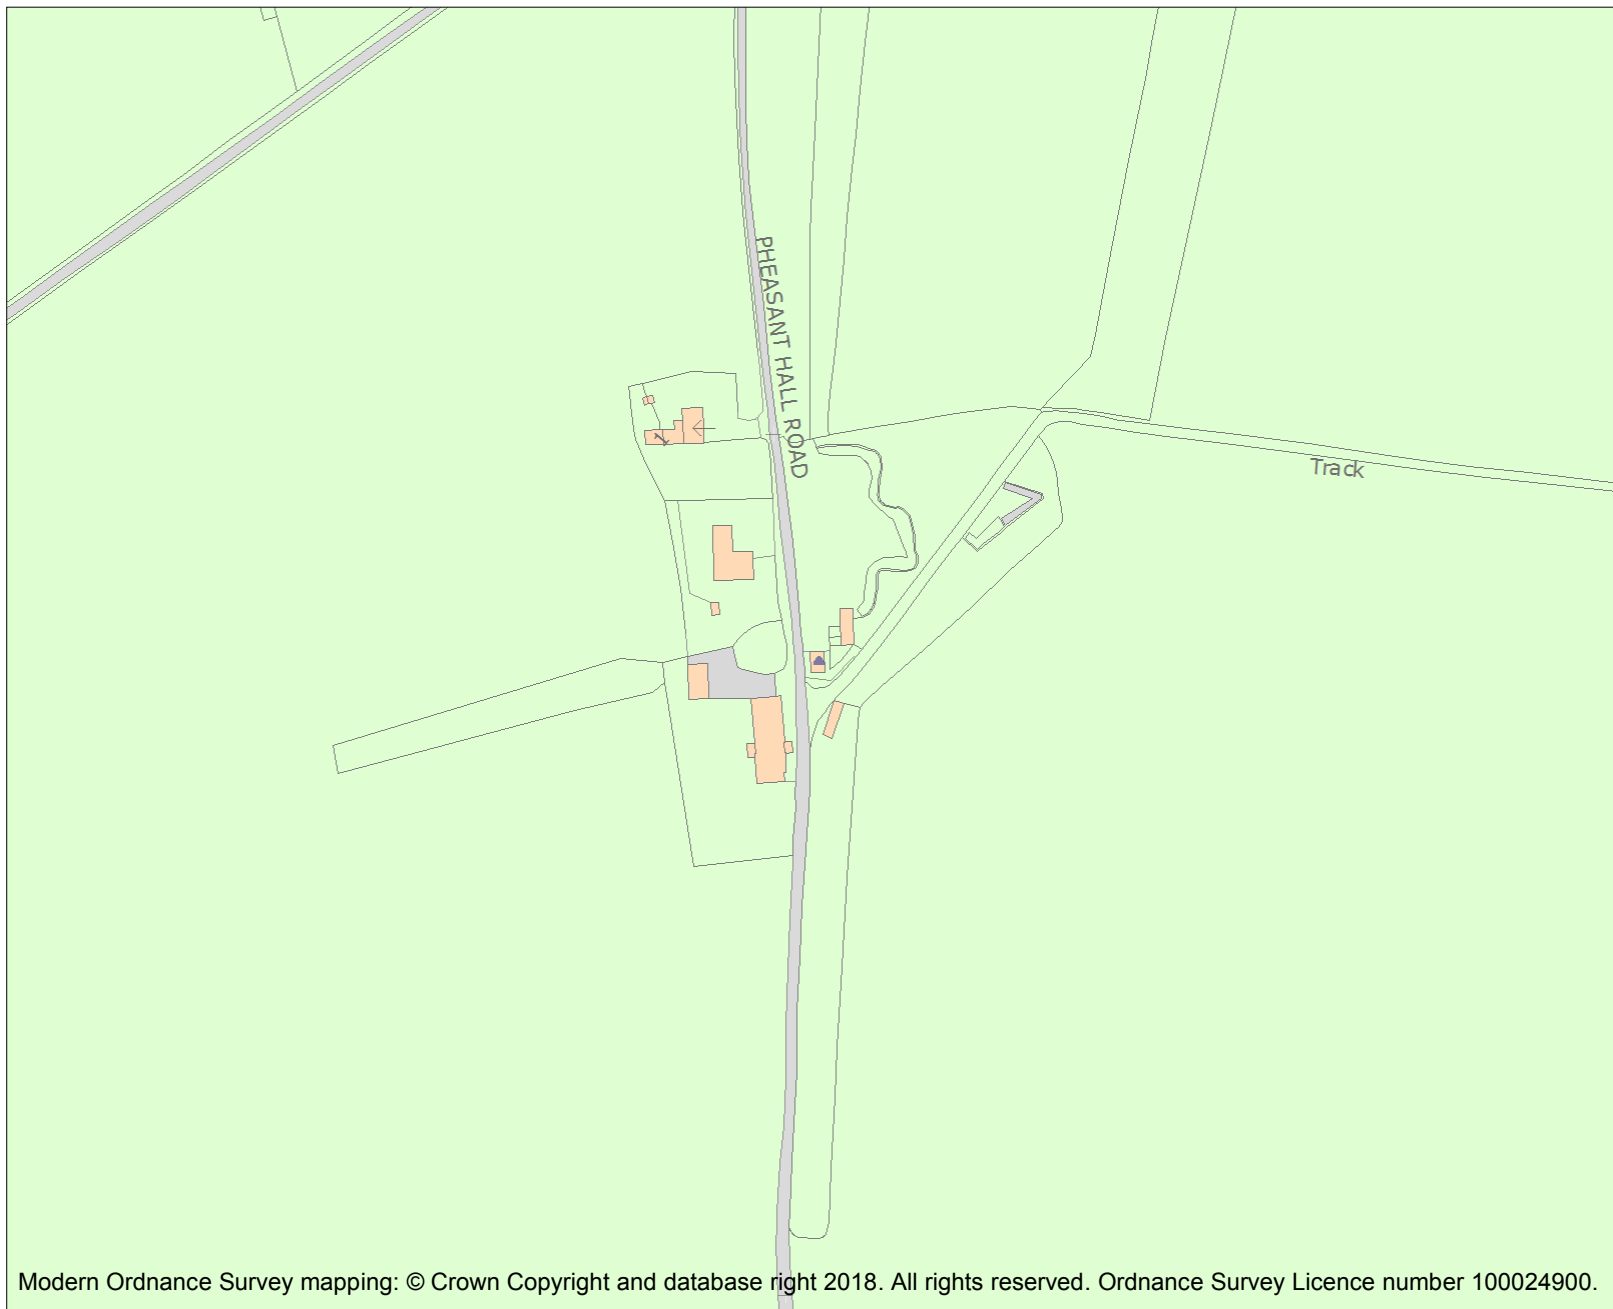 PHEASANT HALL ROAD
Track
Modern Ordnance Survey mapping: © Crown Copyright and database right 2018. All rights reserved. Ordnance Survey Licence number 100024900.